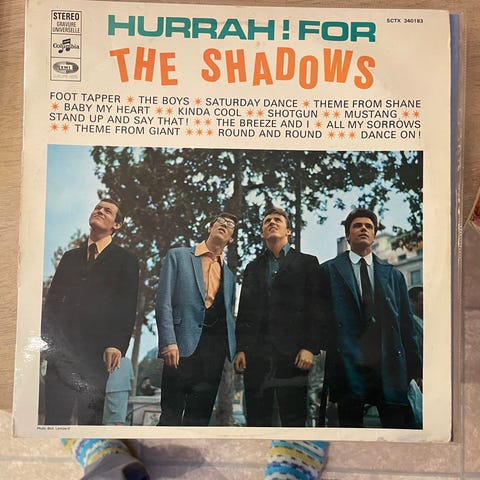 STEREO
GRAVURE
UNIVERSELLE
Columbia
EMI
HURRAH! FOR
SCTX 340183
THE SHADOWS
FOOT TAPPER * THE BOYS * SATURDAY DANCE * THEME FROM SHANE
* BABY MY HEART ** KINDA COOL ** SHOTGUN ** MUSTANG **
STAND UP AND SAY THAT! ** THE BREEZE AND I * ALL MY SORROWS
** THEME FROM GIANT *** ROUND AND ROUND *** DANCE ON!